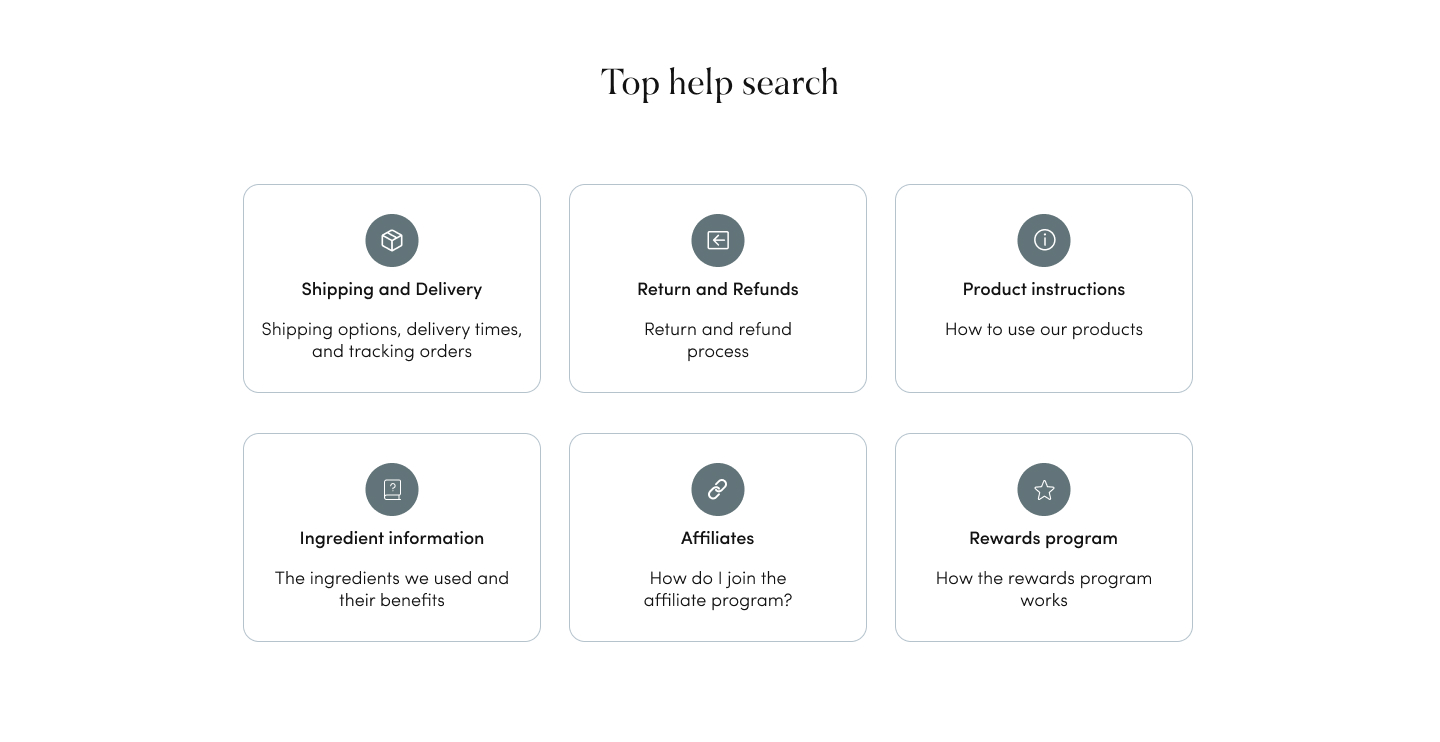 Top help search
Shipping and Delivery
Shipping options, delivery times,
and tracking orders
Return and Refunds
Return and refund
process
Product instructions
How to use our products
Ingredient information
The ingredients we used and
their benefits
Affiliates
How do I join the
affiliate program?
Rewards program
How the rewards program
works